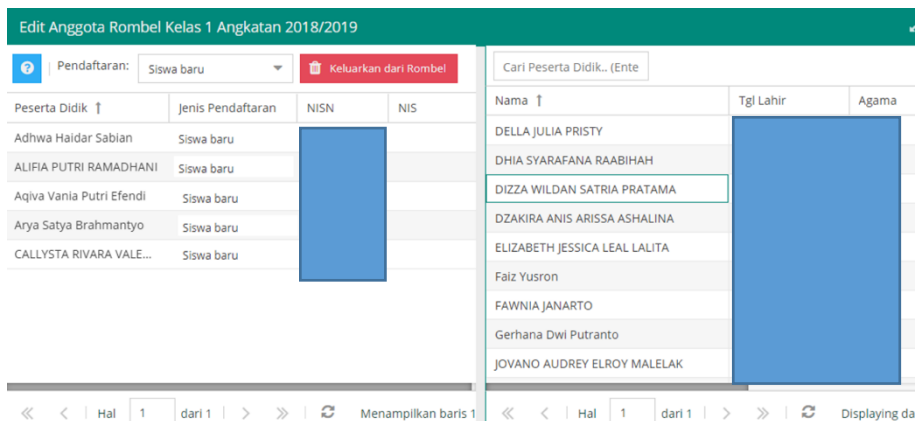 Edit Anggota Rombel Kelas 1 Angkatan 2018/2019
? Pendaftaran: Siswa baru Keluarkan dari Rombel
Peserta Didik ↑ Jenis Pendaftaran NISN NIS
Adhwa Haidar Sabian Siswa baru
ALIFIA PUTRI RAMADHANI Siswa baru
Aqiva Vania Putri Efendi Siswa baru
Arya Satya Brahmantyo Siswa baru
CALLYSTA RIVARA VALE... Siswa baru
Hal 1 dari 1 Menampilkan baris 1
Cari Peserta Didik.. (Ente
Nama ↑ Tgl Lahir Agama
DELLA JULIA PRISTY
DHIA SYARAFANA RAABIHAH
DIZZA WILDAN SATRIA PRATAMA
DZAKIRA ANIS ARISSA ASHALINA
ELIZABETH JESSICA LEAL LALITA
Faiz Yusron
FAWNIA JANARTO
Gerhana Dwi Putranto
JOVANO AUDREY ELROY MALELAK
Hal 1 dari 1 Displaying da